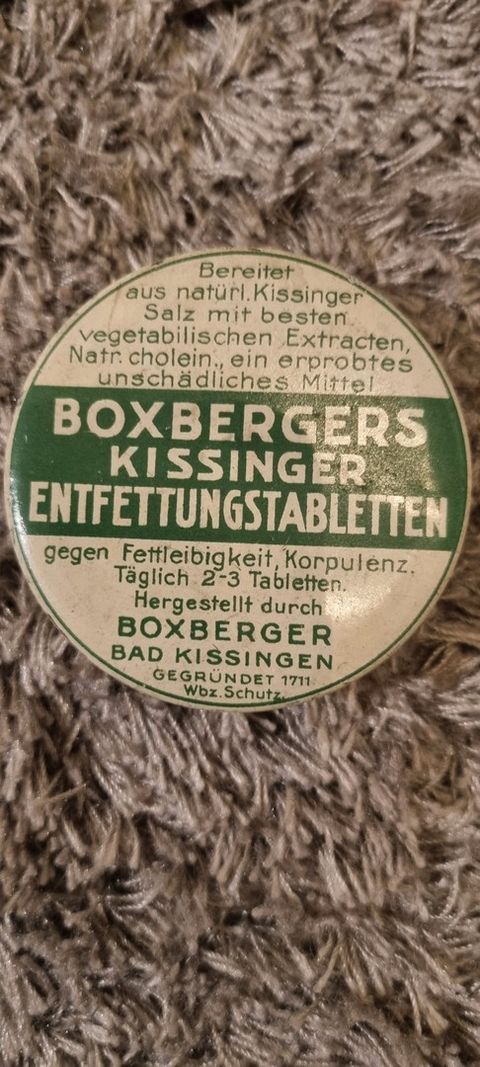 Bereitet
aus natürl. Kissinger
Salz mit besten
vegetabilischen Extracten,
Natr. cholein., ein erprobtes
unschädliches Mittel
BOXBERGERS
KISSINGER
ENTFETTUNGSTABLETTEN
gegen Fettleibigkeit, Korpulenz.
Täglich 2-3 Tabletten.
Hergestellt durch
BOXBERGER
BAD KISSINGEN
GEGRÜNDET 1711
Wbz. Schutz.